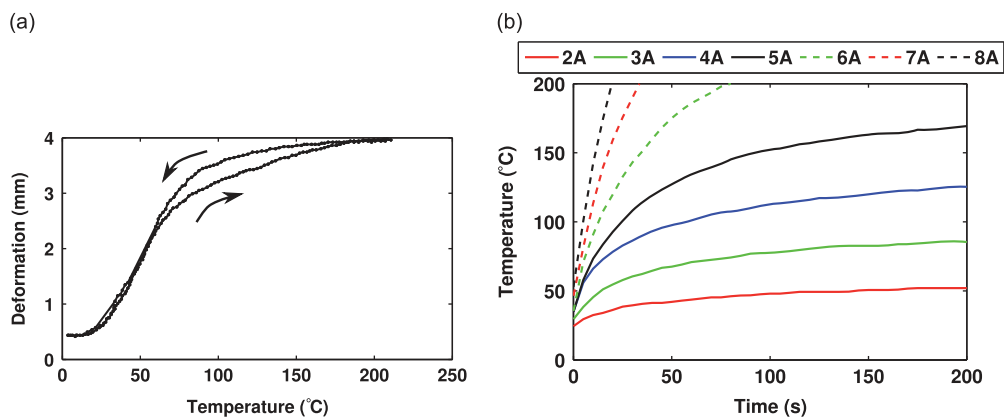 (a)
Deformation (mm)
4
3
2
1
0
0 50 100 150 200 250
Temperature (°C)
(b)
2A 3A 4A 5A 6A 7A 8A
Temperature (°C)
200
150
100
50
0
0 50 100 150 200
Time (s)